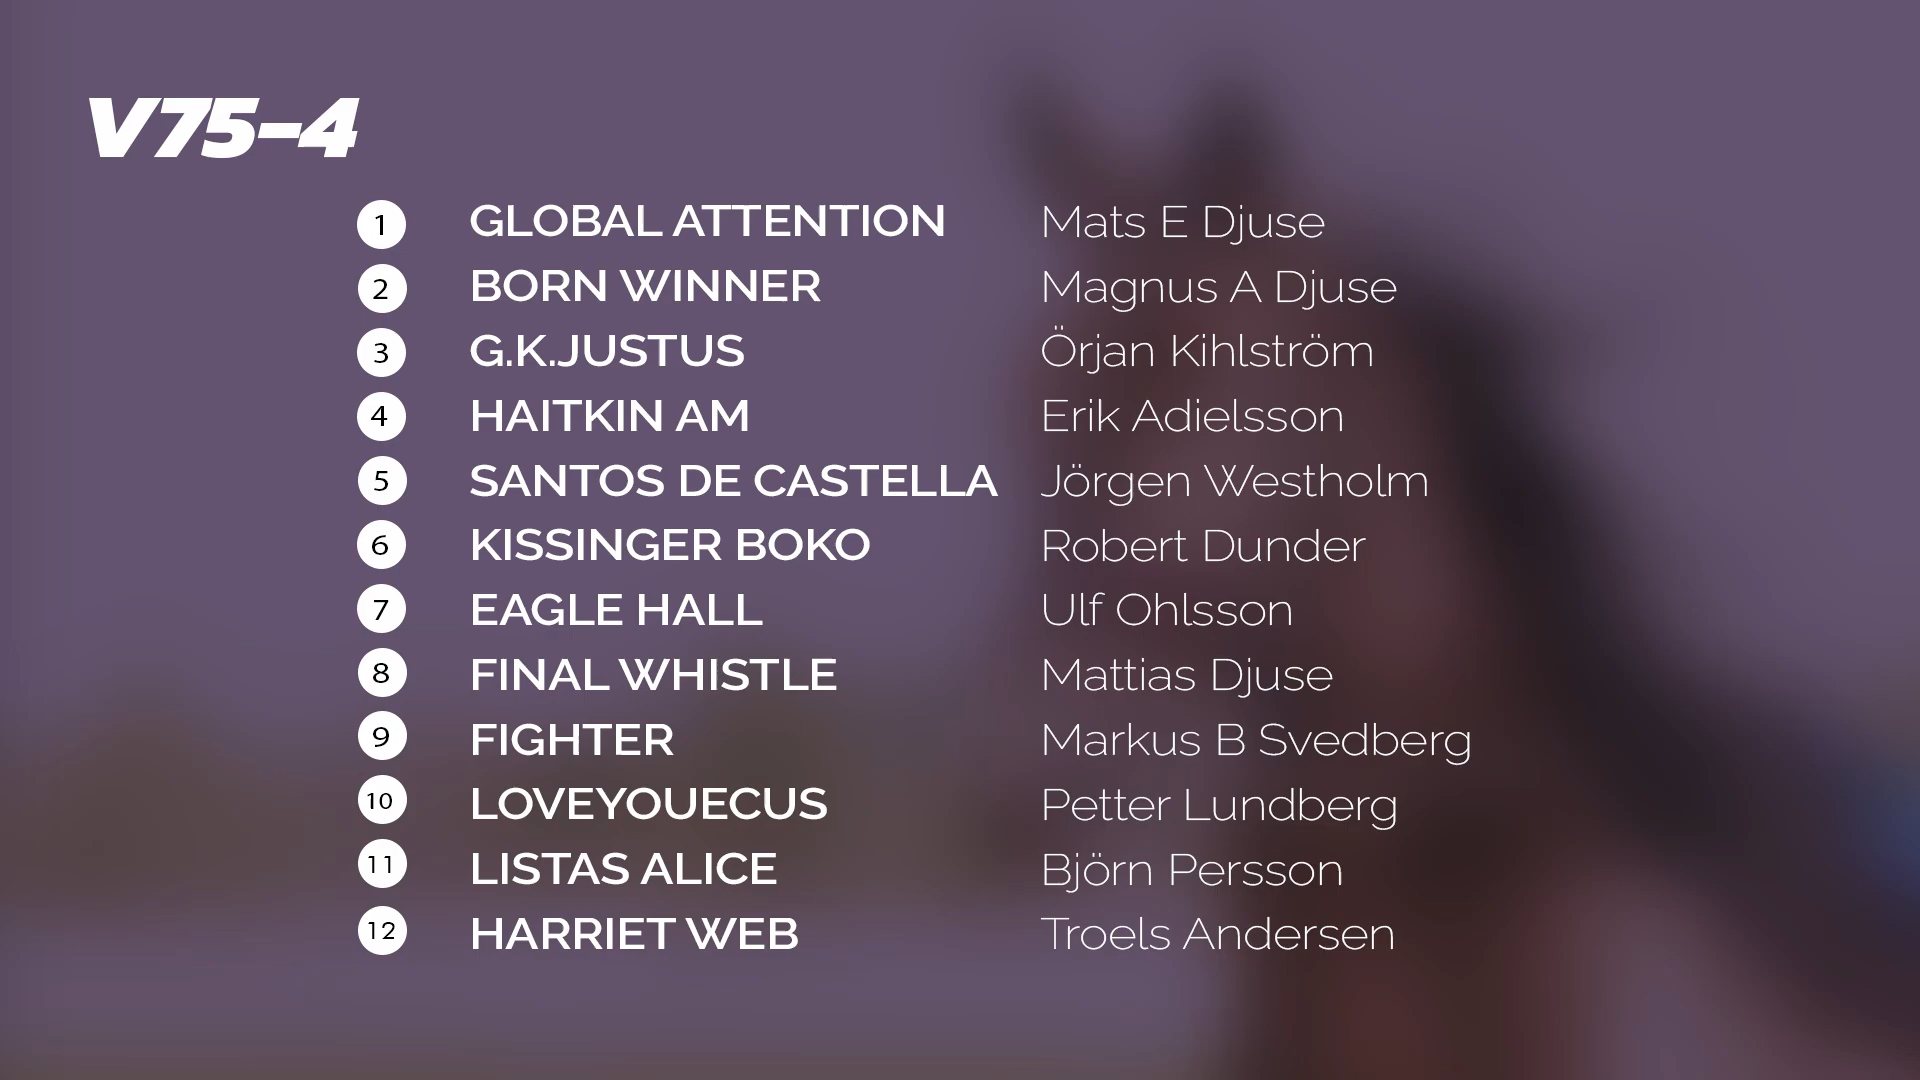 V75-4
1 GLOBAL ATTENTION Mats E Djuse
2 BORN WINNER Magnus A Djuse
3 G.K.JUSTUS Örjan Kihlström
4 HAITKIN AM Erik Adielsson
5 SANTOS DE CASTELLA Jörgen Westholm
6 KISSINGER BOKO Robert Dunder
7 EAGLE HALL Ulf Ohlsson
8 FINAL WHISTLE Mattias Djuse
9 FIGHTER Markus B Svedberg
10 LOVEYOUECUS Petter Lundberg
11 LISTAS ALICE Björn Persson
12 HARRIET WEB Troels Andersen